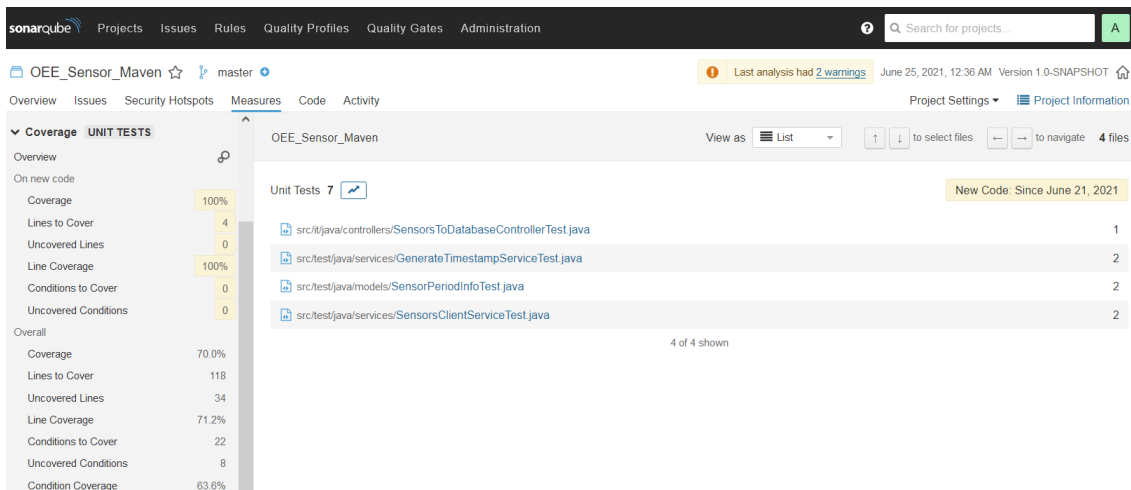 sonarqube Projects Issues Rules Quality Profiles Quality Gates Administration ? Search for projects... A
OEE_Sensor_Maven master Last analysis had 2 warnings June 25, 2021, 12:36 AM Version 1.0-SNAPSHOT
Overview Issues Security Hotspots Measures Code Activity Project Settings Project Information
Coverage UNIT TESTS
Overview
On new code
Coverage 100%
Lines to Cover 4
Uncovered Lines 0
Line Coverage 100%
Conditions to Cover 0
Uncovered Conditions 0
Overall
Coverage 70.0%
Lines to Cover 118
Uncovered Lines 34
Line Coverage 71.2%
Conditions to Cover 22
Uncovered Conditions 8
Condition Coverage 63.6%
OEE_Sensor_Maven View as List ↑ ↓ to select files ← → to navigate 4 files
Unit Tests 7 New Code: Since June 21, 2021
src/it/java/controllers/SensorsToDatabaseControllerTest.java 1
src/test/java/services/GenerateTimestampServiceTest.java 2
src/test/java/models/SensorPeriodInfoTest.java 2
src/test/java/services/SensorsClientServiceTest.java 2
4 of 4 shown